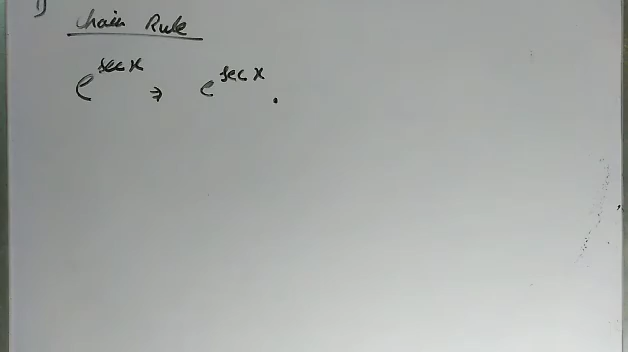 1)
Chain Rule
e^sec x ⇒ e^sec x .